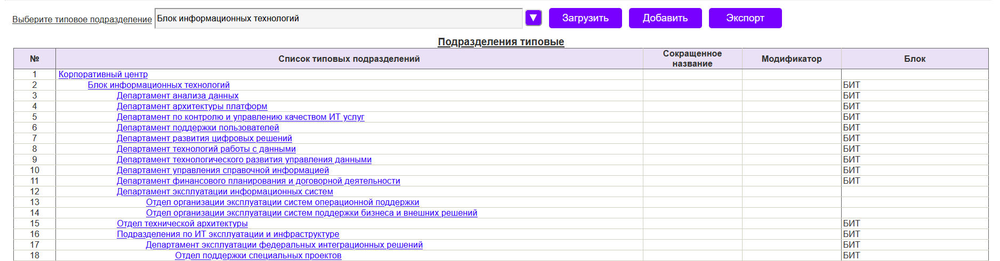 Выберите типовое подразделение Блок информационных технологий ▼ Загрузить Добавить Экспорт
Подразделения типовые
№ Список типовых подразделений Сокращенное название Модификатор Блок
1 Корпоративный центр
2 Блок информационных технологий БИТ
3 Департамент анализа данных БИТ
4 Департамент архитектуры платформ БИТ
5 Департамент по контролю и управлению качеством ИТ услуг БИТ
6 Департамент поддержки пользователей БИТ
7 Департамент развития цифровых решений БИТ
8 Департамент технологий работы с данными БИТ
9 Департамент технологического развития управления данными БИТ
10 Департамент управления справочной информацией БИТ
11 Департамент финансового планирования и договорной деятельности БИТ
12 Департамент эксплуатации информационных систем
13 Отдел организации эксплуатации систем операционной поддержки
14 Отдел организации эксплуатации систем поддержки бизнеса и внешних решений
15 Отдел технической архитектуры БИТ
16 Подразделения по ИТ эксплуатации и инфраструктуре БИТ
17 Департамент эксплуатации федеральных интеграционных решений БИТ
18 Отдел поддержки специальных проектов БИТ